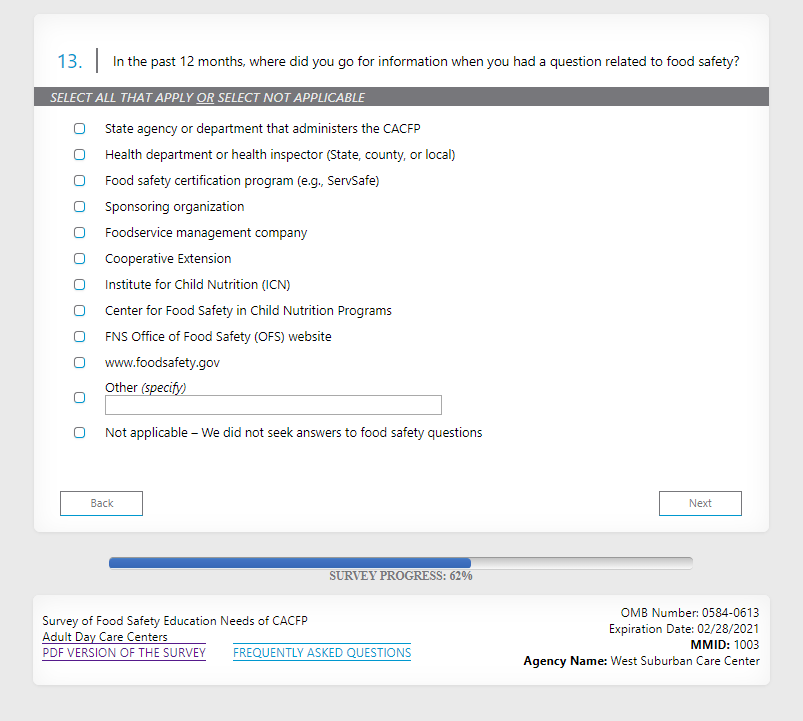 13. In the past 12 months, where did you go for information when you had a question related to food safety?
SELECT ALL THAT APPLY OR SELECT NOT APPLICABLE
State agency or department that administers the CACFP
Health department or health inspector (State, county, or local)
Food safety certification program (e.g., ServSafe)
Sponsoring organization
Foodservice management company
Cooperative Extension
Institute for Child Nutrition (ICN)
Center for Food Safety in Child Nutrition Programs
FNS Office of Food Safety (OFS) website
www.foodsafety.gov
Other (specify)
Not applicable – We did not seek answers to food safety questions
Back
Next
SURVEY PROGRESS: 62%
Survey of Food Safety Education Needs of CACFP
Adult Day Care Centers
PDF VERSION OF THE SURVEY
FREQUENTLY ASKED QUESTIONS
OMB Number: 0584-0613
Expiration Date: 02/28/2021
MMID: 1003
Agency Name: West Suburban Care Center